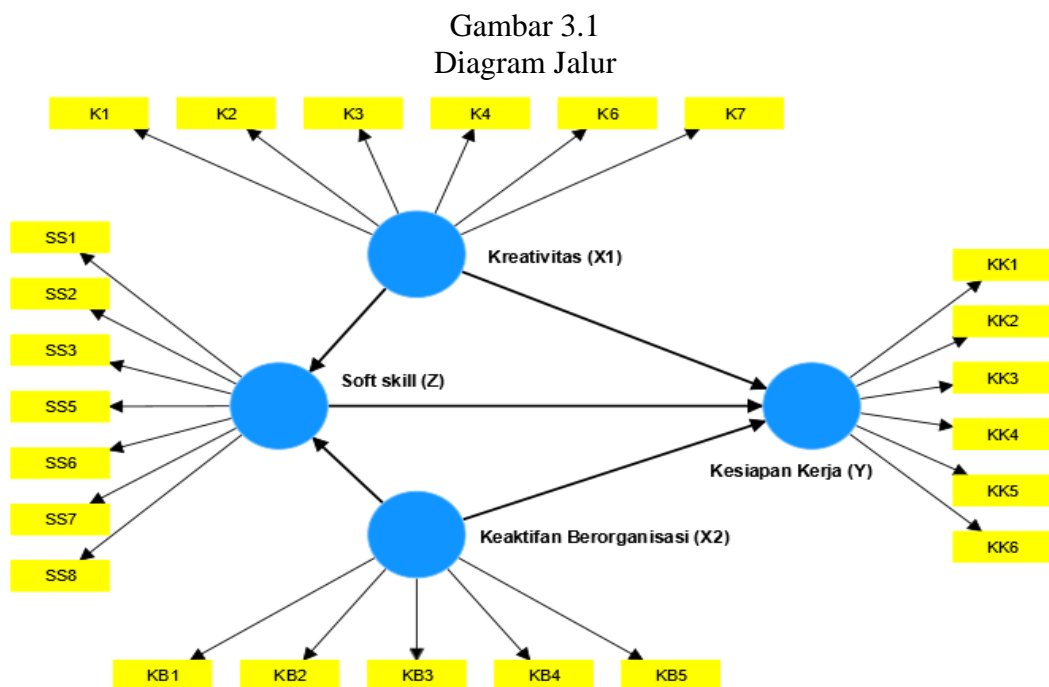 Gambar 3.1
Diagram Jalur
K1 K2 K3 K4 K6 K7
Kreativitas (X1)
SS1
SS2
SS3
SS5
SS6
SS7
SS8
Soft skill (Z)
KK1
KK2
KK3
KK4
KK5
KK6
Kesiapan Kerja (Y)
Keaktifan Berorganisasi (X2)
KB1 KB2 KB3 KB4 KB5